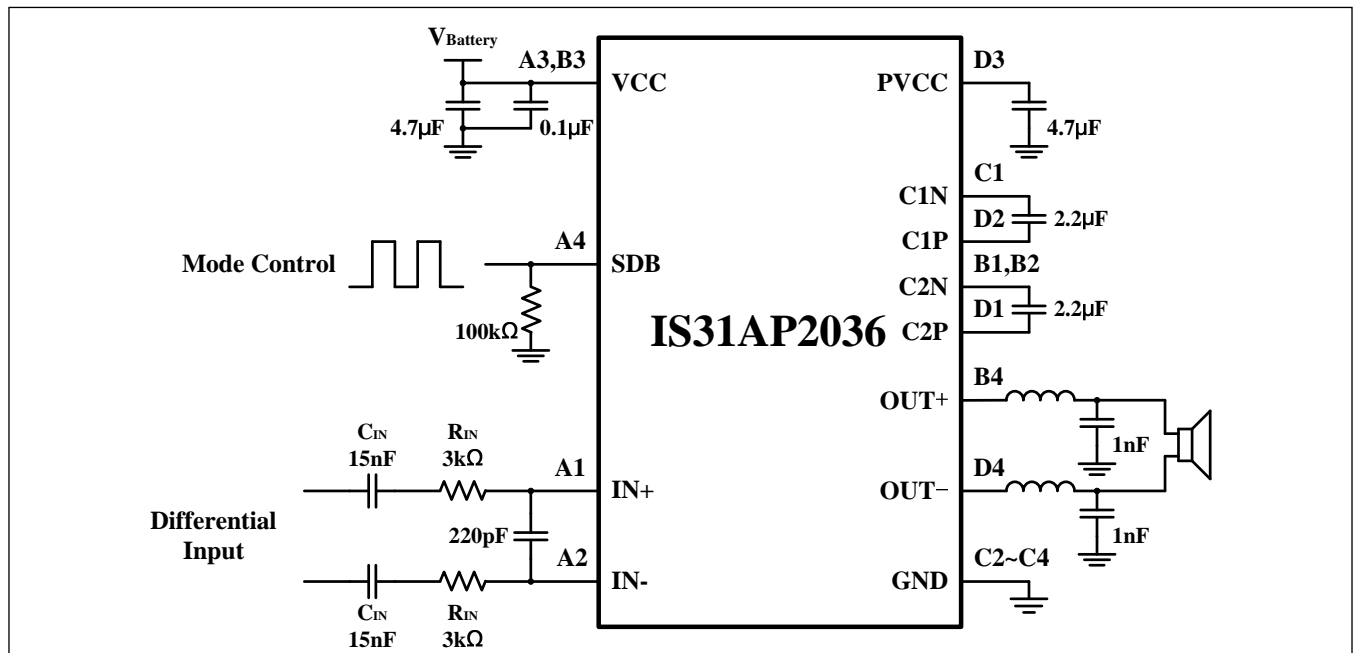 VBattery
A3,B3
VCC
4.7µF
0.1µF
D3
PVCC
4.7µF
C1
C1N
D2
2.2µF
C1P
Mode Control
A4
SDB
100kΩ
B1,B2
C2N
D1
2.2µF
C2P
IS31AP2036
B4
OUT+
1nF
D4
OUT−
1nF
CIN
15nF
RIN
3kΩ
A1
IN+
Differential
Input
220pF
A2
IN-
CIN
15nF
RIN
3kΩ
C2~C4
GND